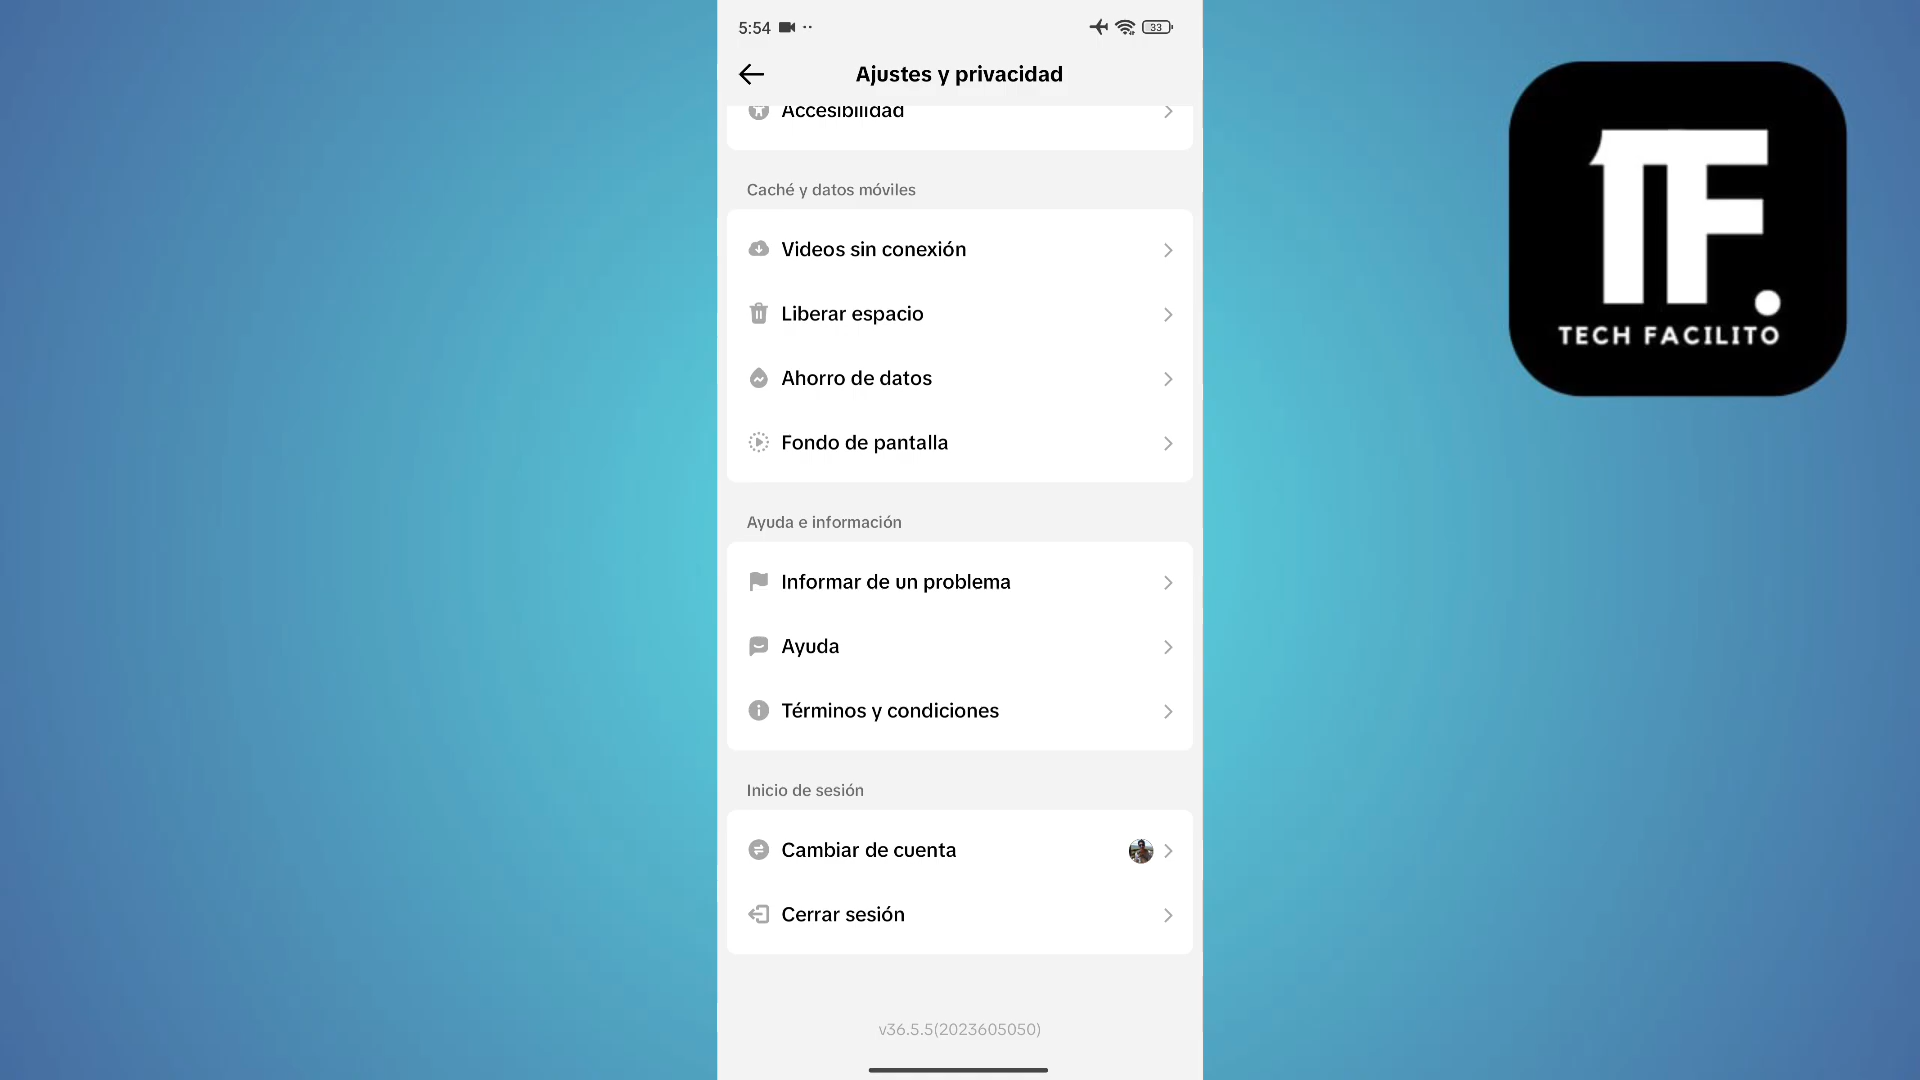 5:54
33
Ajustes y privacidad
Accesibilidad
Caché y datos móviles
Videos sin conexión
Liberar espacio
Ahorro de datos
Fondo de pantalla
Ayuda e información
Informar de un problema
Ayuda
Términos y condiciones
Inicio de sesión
Cambiar de cuenta
Cerrar sesión
v36.5.5(2023605050)
TF.
TECH FACILITO